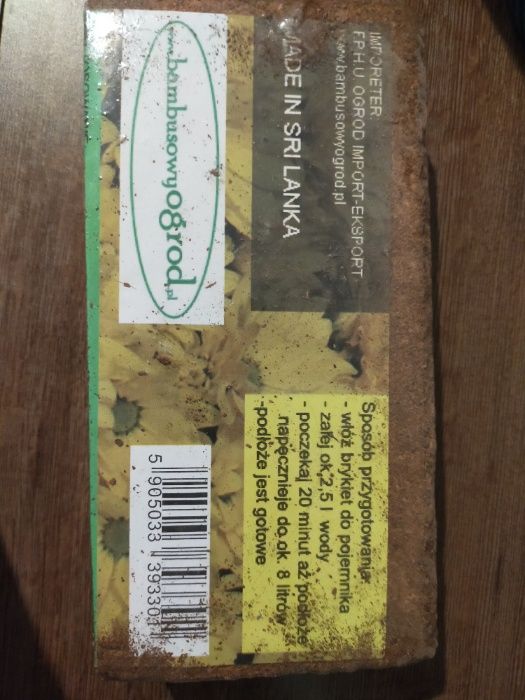 IMPORETER
F.P.H.U OGROD IMPORT-EKSPORT
www.bambusowyogrod.pl
MADE IN SRI LANKA
www.bambusowyogrod.pl
Sposób przygotowania:
- włóż brykiet do pojemnika
- zalej ok,2,5 l wody
- poczekaj 20 minut aż podłoże
napęcznieje do ok. 8 litrów
-podłoże jest gotowe
5 905033 393301